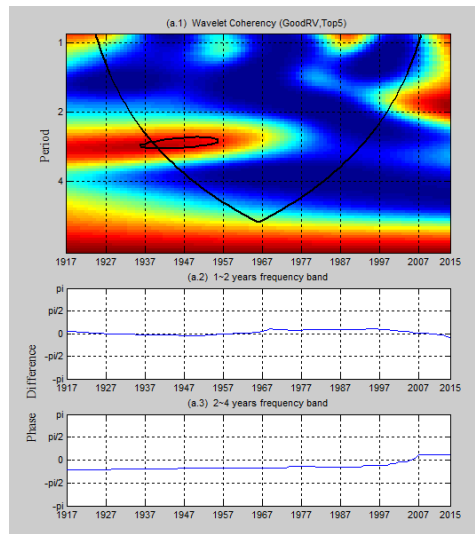 (a.1) Wavelet Coherency (GoodRV,Top5)
1
2
4
Period
1917 1927 1937 1947 1957 1967 1977 1987 1997 2007 2015
(a.2) 1~2 years frequency band
pi
pi/2
0
-pi/2
-pi
1917 1927 1937 1947 1957 1967 1977 1987 1997 2007 2015
Phase Difference
(a.3) 2~4 years frequency band
pi
pi/2
0
-pi/2
-pi
1917 1927 1937 1947 1957 1967 1977 1987 1997 2007 2015